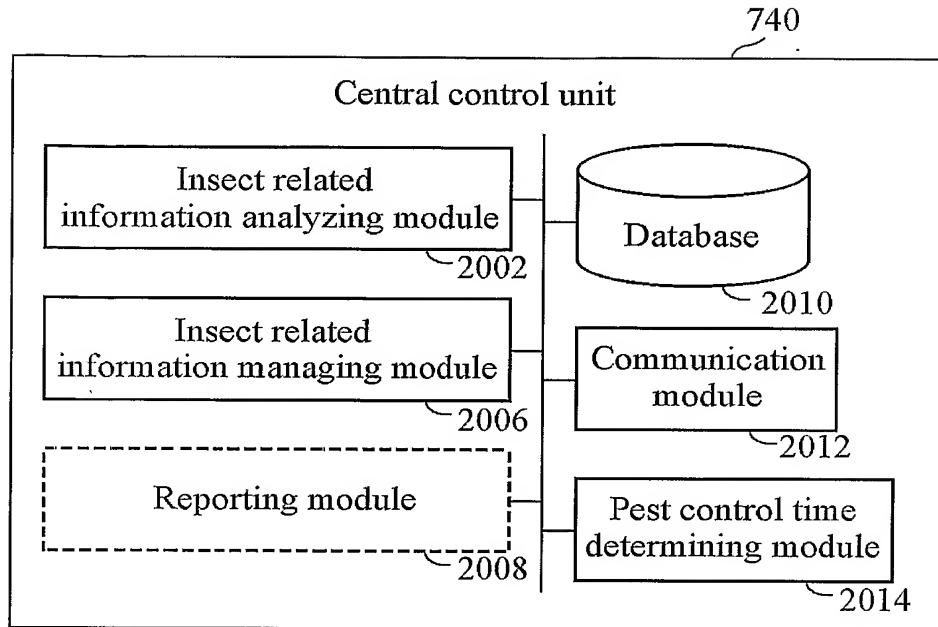 740
Central control unit
Insect related
information analyzing module
2002
Database
2010
Insect related
information managing module
2006
Communication
module
2012
Reporting module
2008
Pest control time
determining module
2014